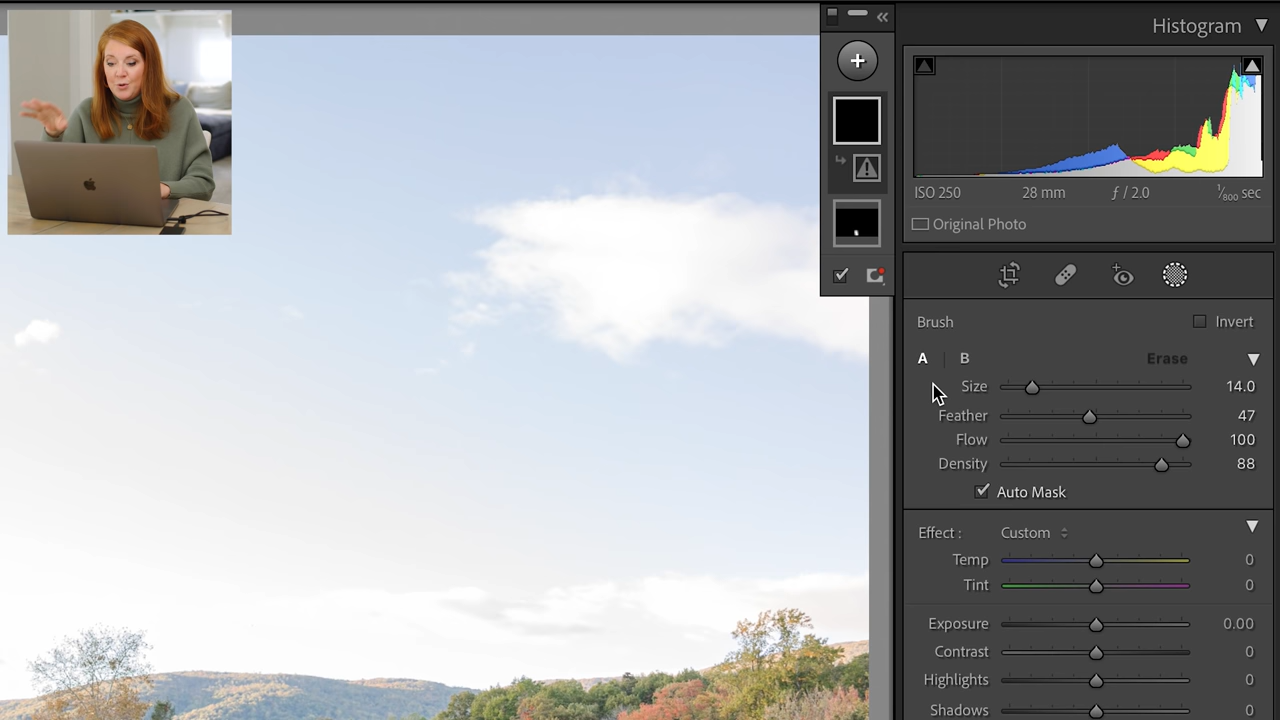 Histogram
ISO 250 28 mm ƒ / 2.0 1/800 sec
Original Photo
Brush Invert
A B Erase
Size 14.0
Feather 47
Flow 100
Density 88
Auto Mask
Effect : Custom
Temp 0
Tint 0
Exposure 0.00
Contrast 0
Highlights 0
Shadows 0